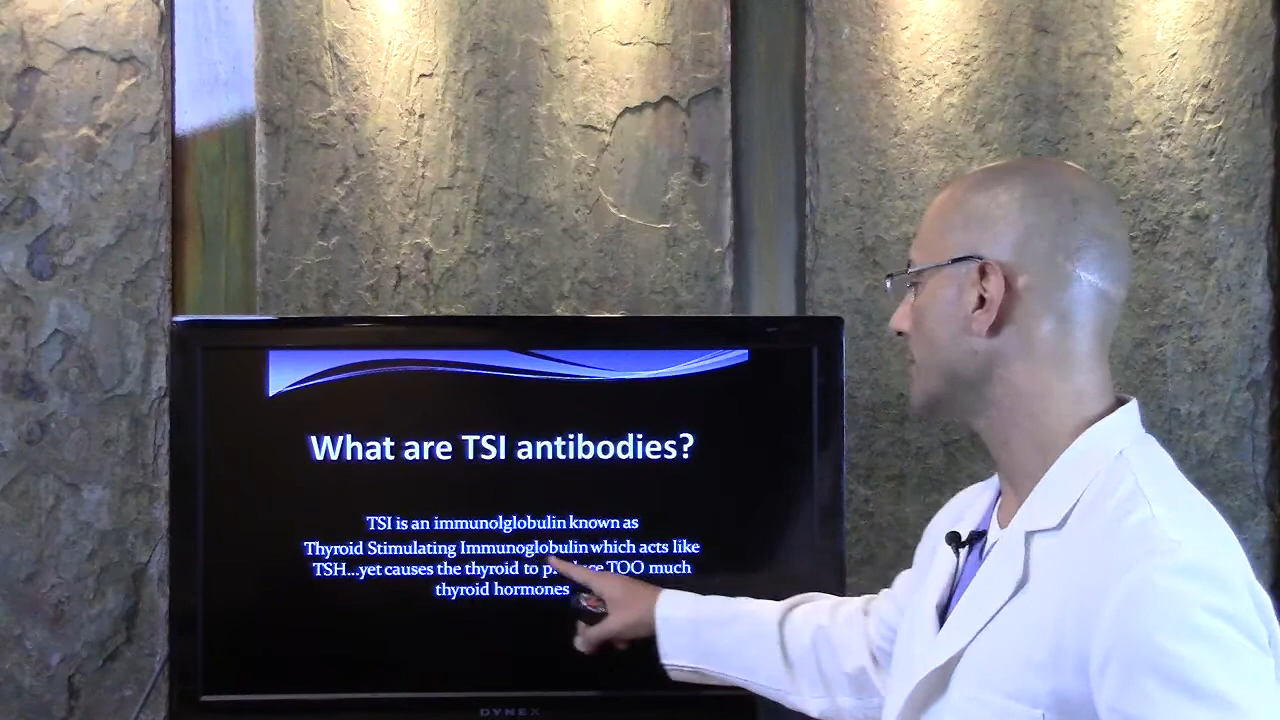 What are TSI antibodies?
TSI is an immunolglobulin known as
Thyroid Stimulating Immunoglobulin which acts like
TSH...yet causes the thyroid to TOO much
thyroid hormones
DYNEX